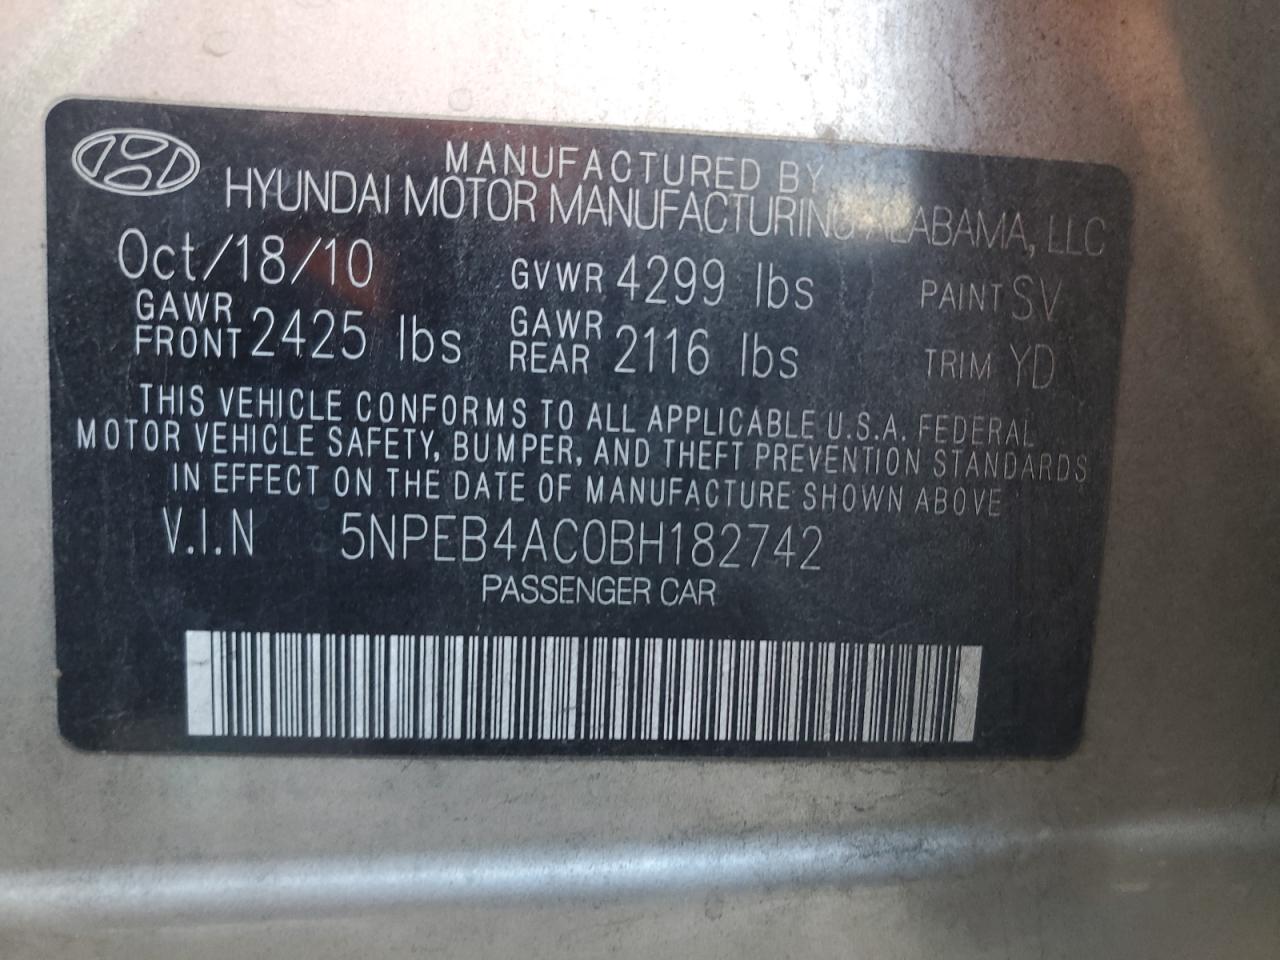 MANUFACTURED BY
HYUNDAI MOTOR MANUFACTURING ALABAMA, LLC
Oct/18/10 GVWR 4299 lbs PAINT SV
GAWR FRONT 2425 lbs GAWR REAR 2116 lbs TRIM YD
THIS VEHICLE CONFORMS TO ALL APPLICABLE U.S.A. FEDERAL
MOTOR VEHICLE SAFETY, BUMPER, AND THEFT PREVENTION STANDARDS
IN EFFECT ON THE DATE OF MANUFACTURE SHOWN ABOVE
V.I.N 5NPEB4AC0BH182742
PASSENGER CAR